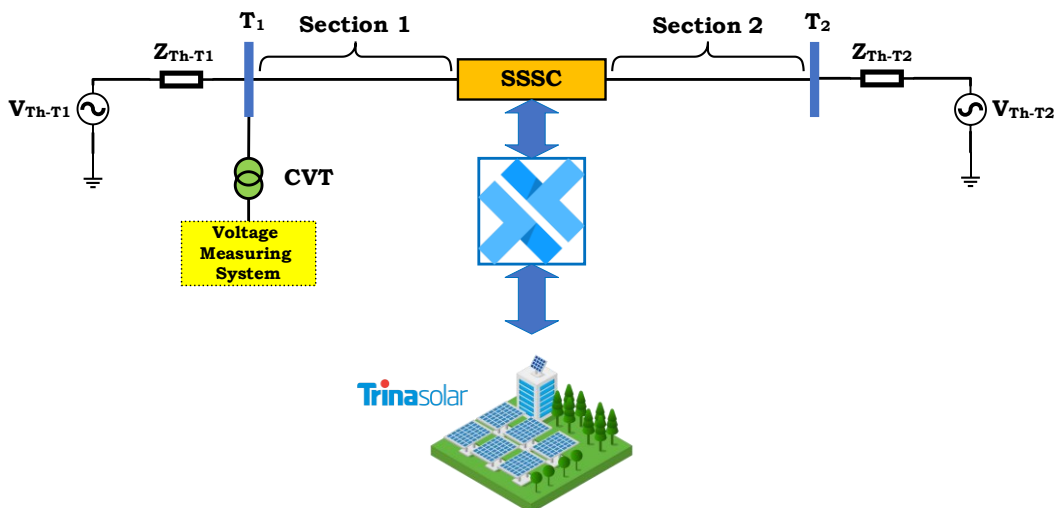 T1
Section 1
Section 2
T2
ZTh-T1
SSSC
ZTh-T2
VTh-T1
VTh-T2
CVT
Voltage
Measuring
System
Trinasolar